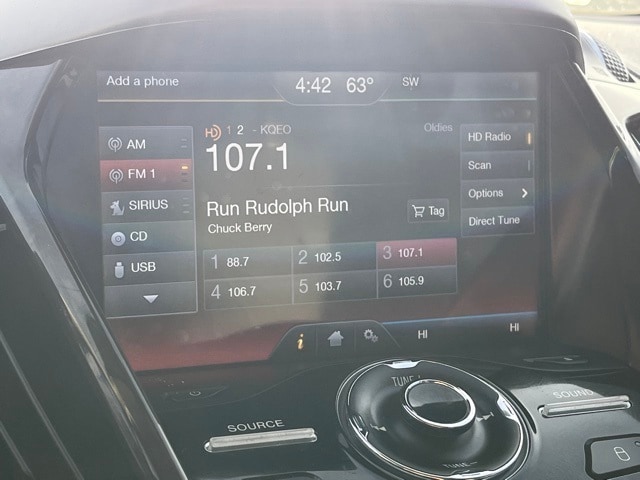 Add a phone
4:42 63° SW
AM
FM 1
SIRIUS
CD
USB
HD 1 2 - KQEO Oldies
107.1
Run Rudolph Run
Chuck Berry
Tag
HD Radio
Scan
Options
Direct Tune
1 88.7
2 102.5
3 107.1
4 106.7
5 103.7
6 105.9
i
HI
HI
TUNE
SOURCE
SOUND
TUNE